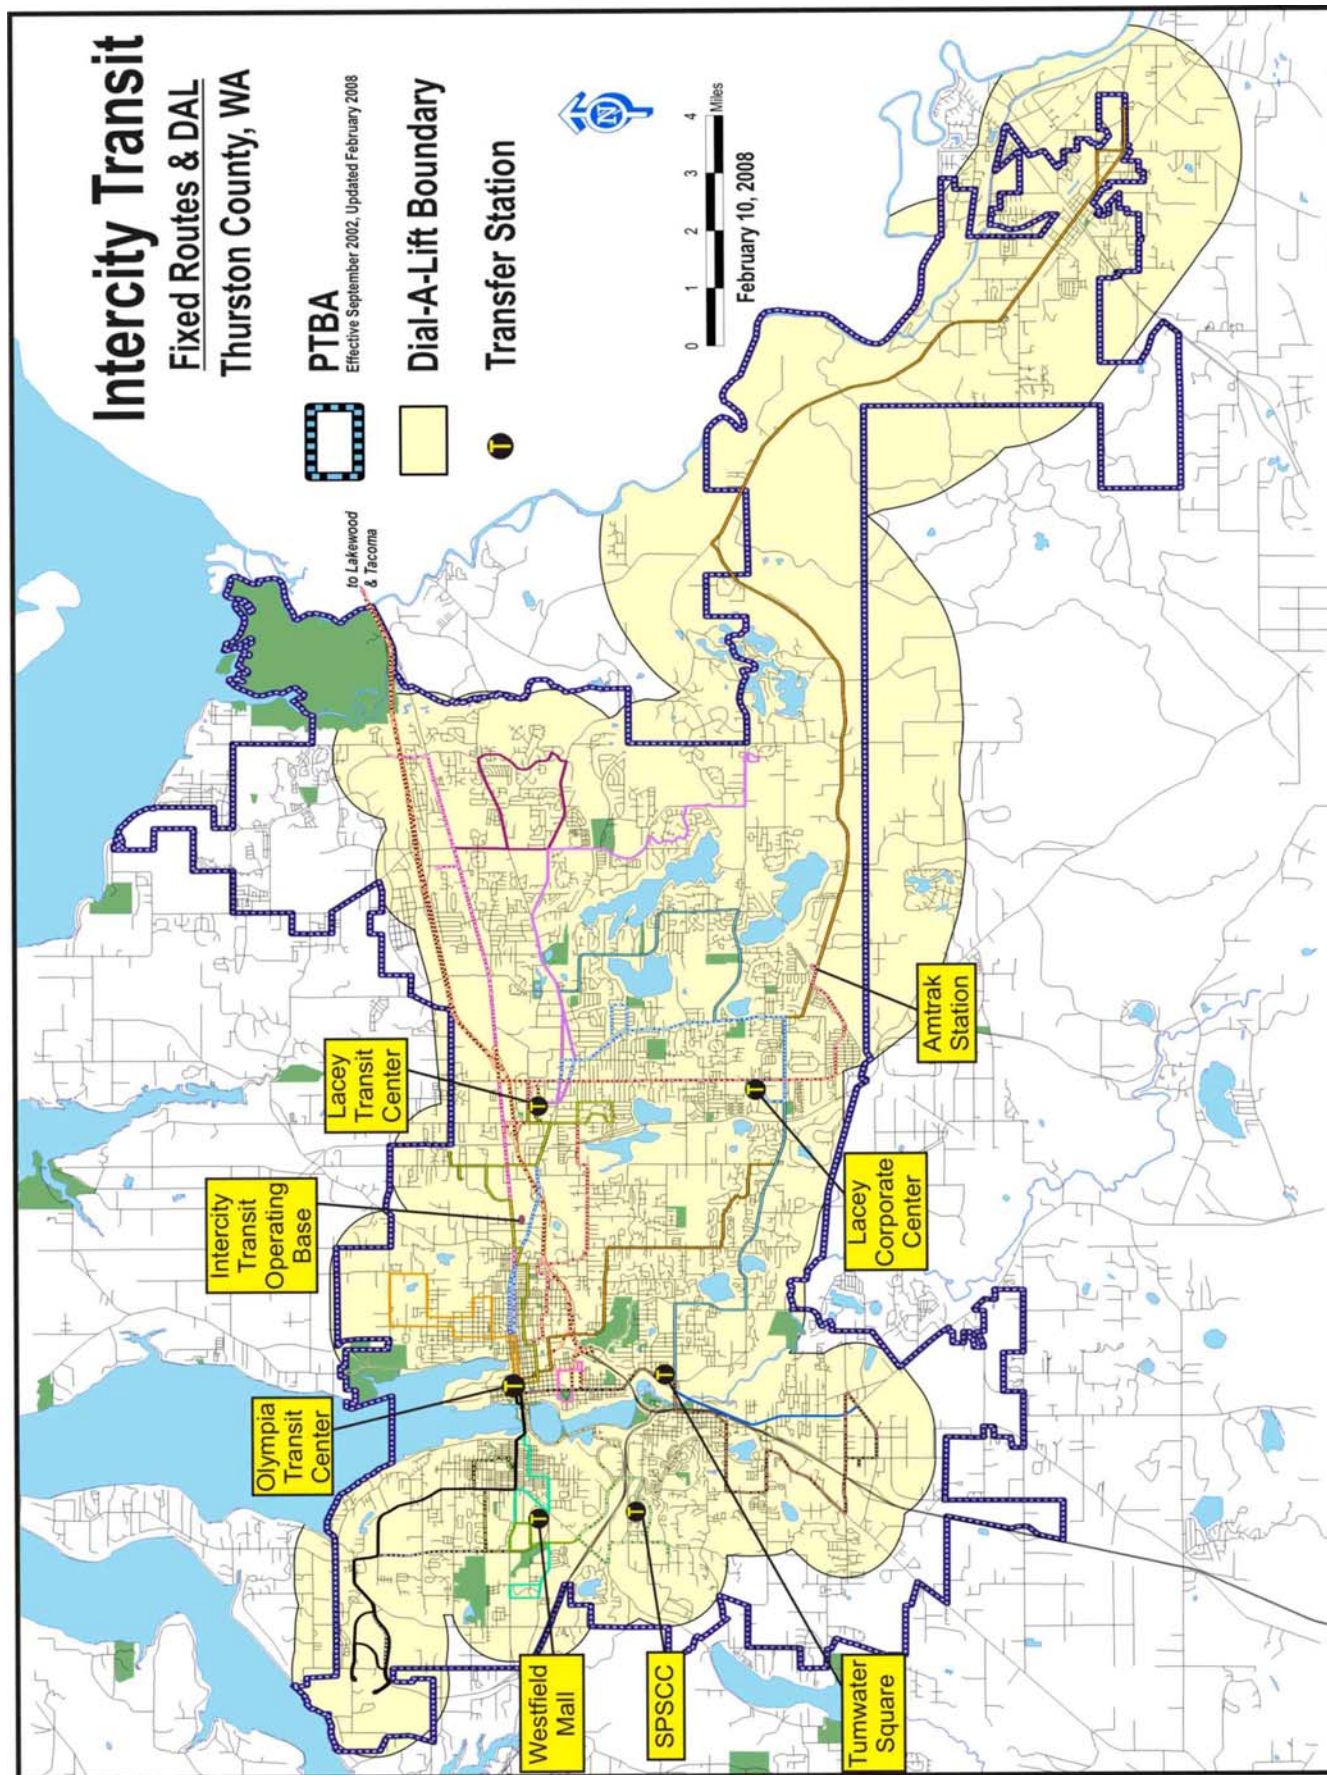 Intercity Transit
Fixed Routes & DAL
Thurston County, WA
PTBA
Effective September 2002, Updated February 2008
Dial-A-Lift Boundary
T
Transfer Station
N
0 1 2 3 4
Miles
February 10, 2008
to Lakewood
& Tacoma
Lacey
Transit
Center
Intercity
Transit
Operating
Base
Olympia
Transit
Center
T
T
T
T
T
T
Westfield
Mall
SPSCC
Tumwater
Square
Lacey
Corporate
Center
Amtrak
Station